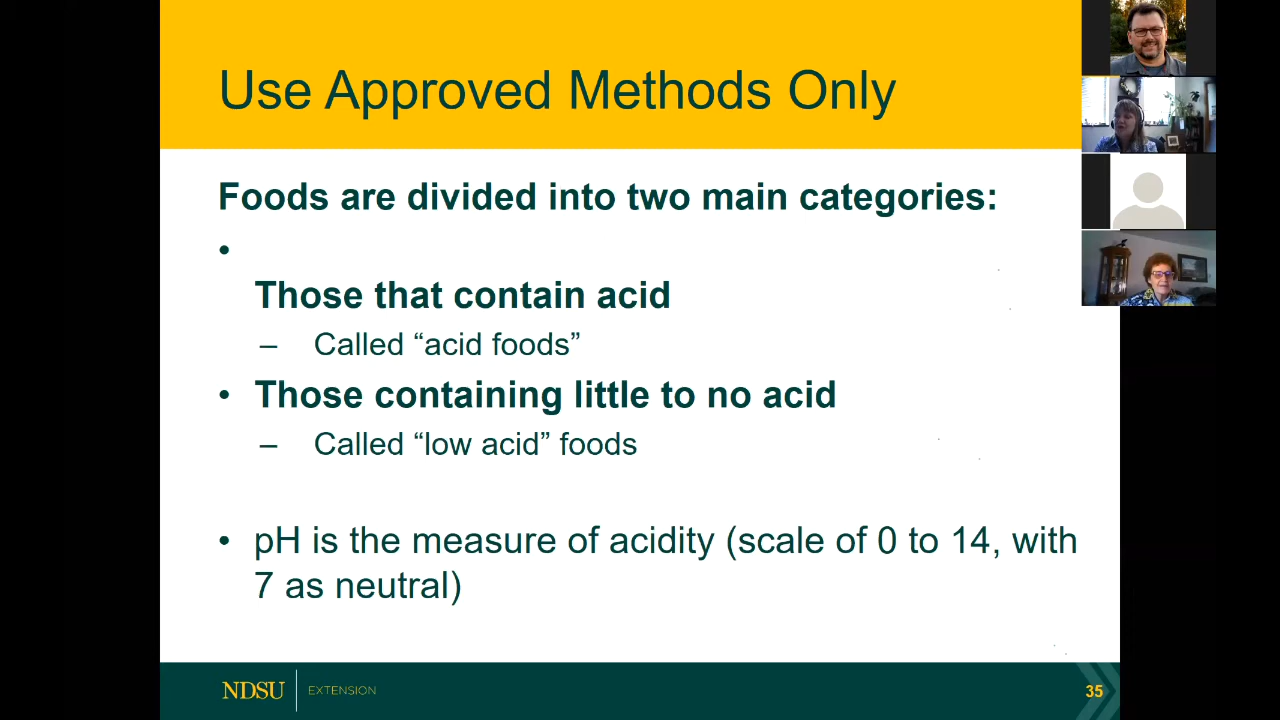 Use Approved Methods Only
Foods are divided into two main categories:
•
Those that contain acid
– Called “acid foods”
• Those containing little to no acid
– Called “low acid” foods
• pH is the measure of acidity (scale of 0 to 14, with
7 as neutral)
NDSU EXTENSION
35